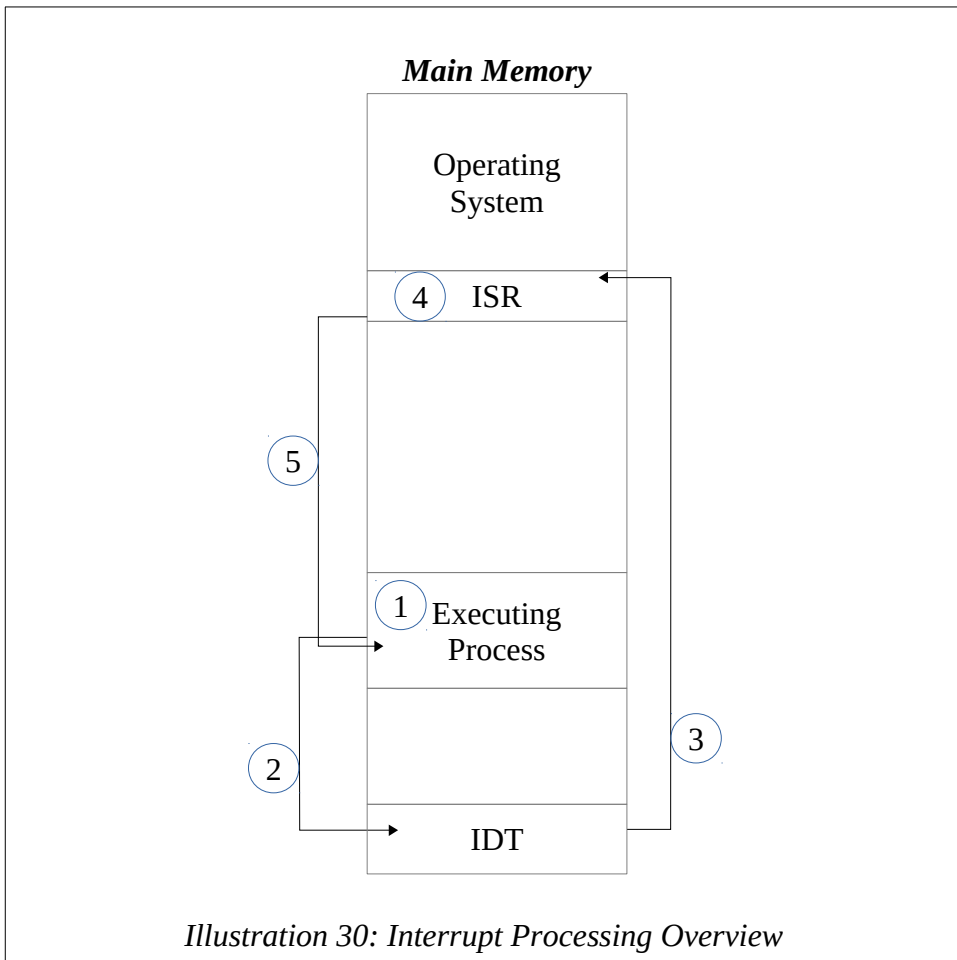 Main Memory
Operating
System
4
ISR
5
1
Executing
Process
3
2
IDT
Illustration 30: Interrupt Processing Overview